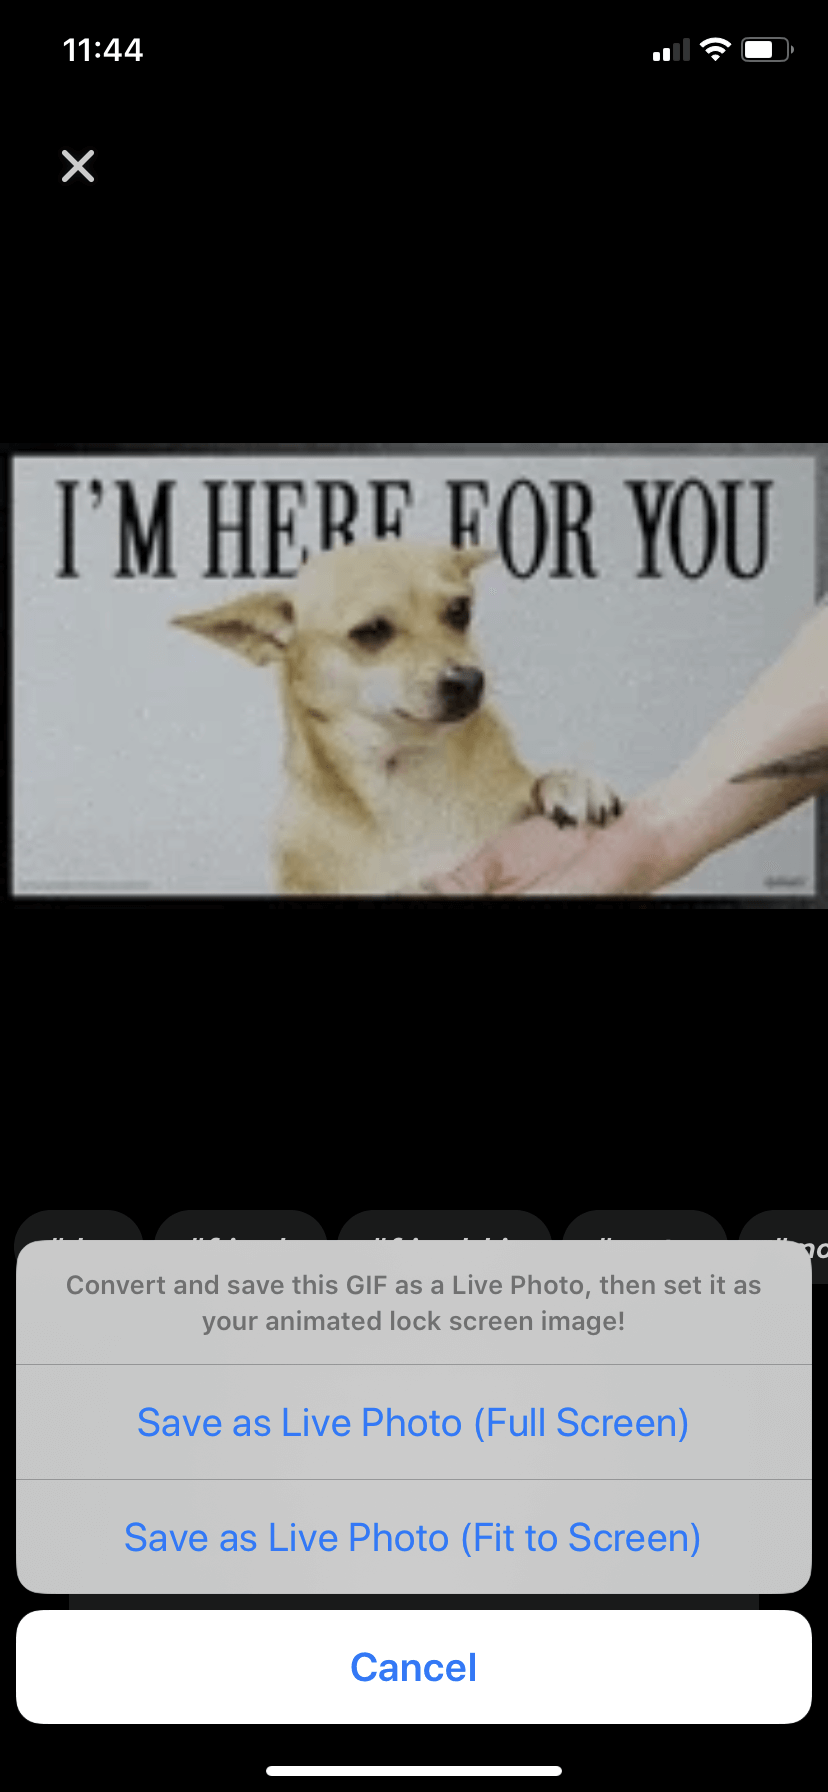 11:44
I'M HERE FOR YOU
Convert and save this GIF as a Live Photo, then set it as
your animated lock screen image!
Save as Live Photo (Full Screen)
Save as Live Photo (Fit to Screen)
Cancel